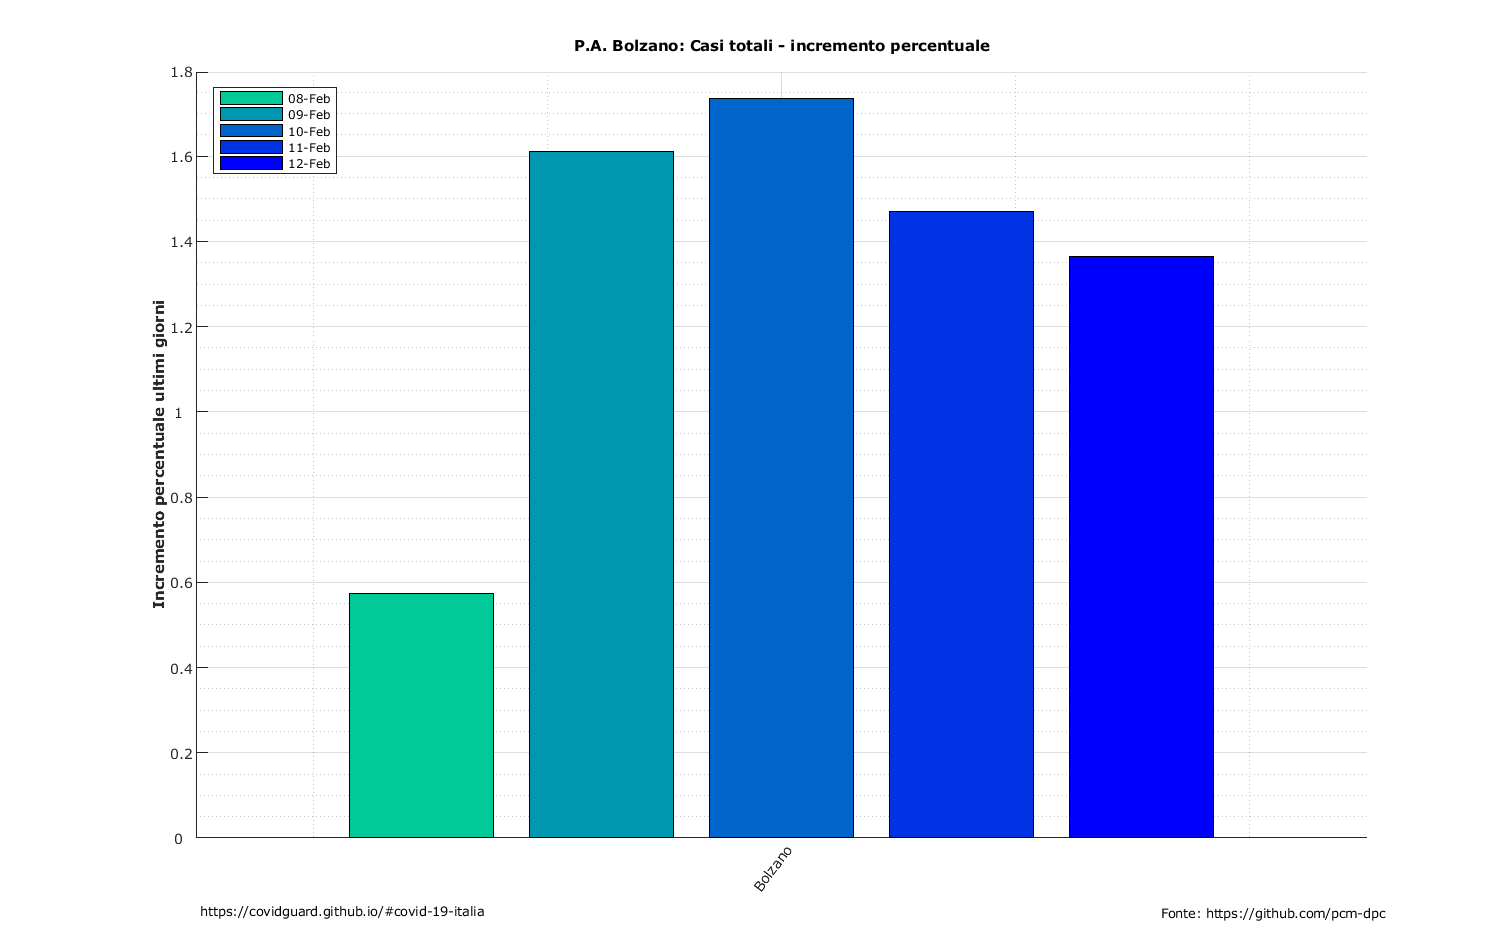 P.A. Bolzano: Casi totali - incremento percentuale
1.8
1.6
1.4
1.2
1
0.8
0.6
0.4
0.2
0
Incremento percentuale ultimi giorni
08-Feb
09-Feb
10-Feb
11-Feb
12-Feb
Bolzano
https://covidguard.github.io/#covid-19-italia
Fonte: https://github.com/pcm-dpc